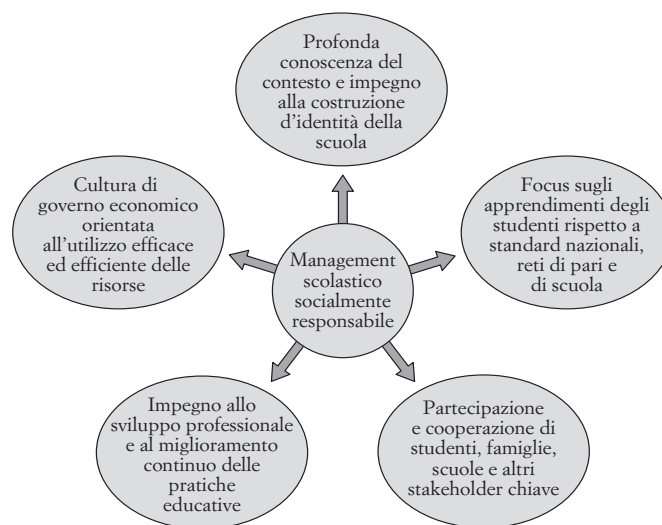 Profonda
conoscenza del
contesto e impegno
alla costruzione
d’identità della
scuola
Cultura di
governo economico
orientata
all’utilizzo efficace
ed efficiente delle
risorse
Focus sugli
apprendimenti degli
studenti rispetto a
standard nazionali,
reti di pari e
di scuola
Management
scolastico
socialmente
responsabile
Impegno allo
sviluppo professionale
e al miglioramento
continuo delle
pratiche
educative
Partecipazione
e cooperazione di
studenti, famiglie,
scuole e altri
stakeholder chiave